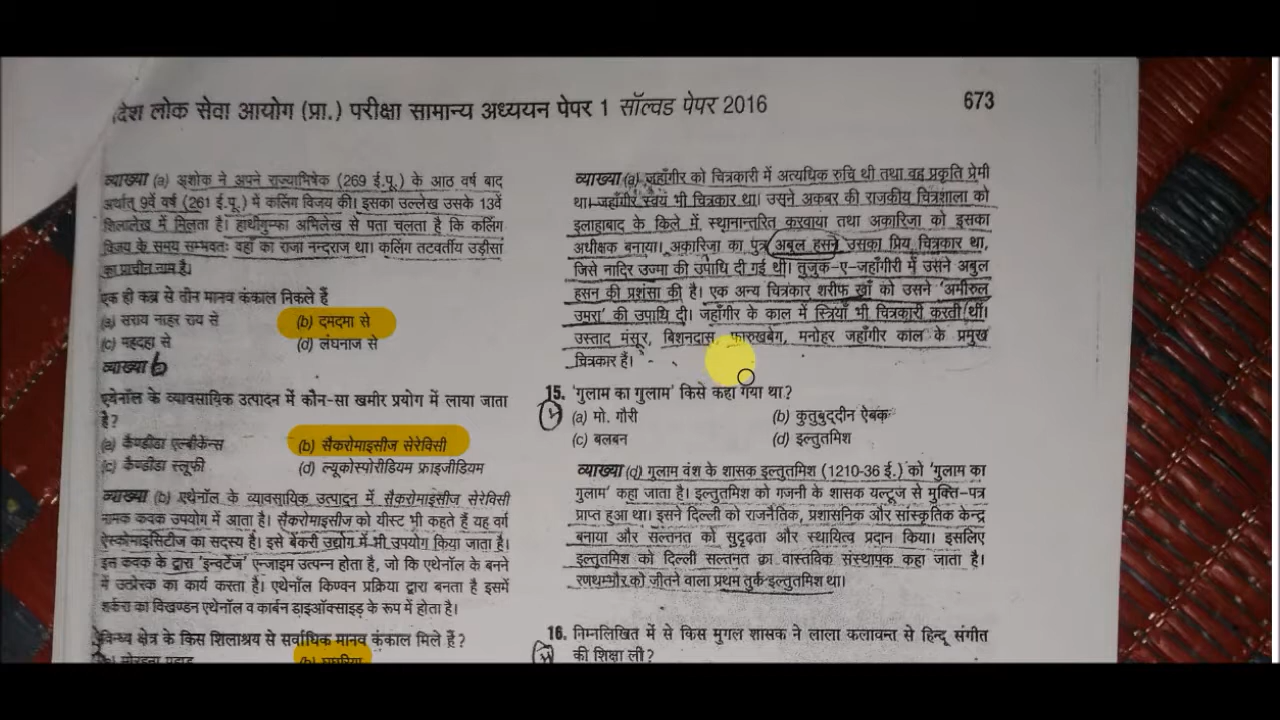 देश लोक सेवा आयोग (प्रा.) परीक्षा सामान्य अध्ययन पेपर 1 सॉल्वड पेपर 2016
673
व्याख्या (a) अशोक ने अपने राज्याभिषेक (269 ई.पू.) के आठ वर्ष बाद
अर्थात् 9वें वर्ष (261 ई.पू.) में कलिंग विजय की। इसका उल्लेख उसके 13वें
शिलालेख में मिलता है। हाथीगुम्फा अभिलेख से पता चलता है कि कलिंग
विजय के समय सम्भवतः वहाँ का राजा नन्दराज था। कलिंग तटवर्तीय उड़ीसा
का प्राचीन नाम है।
एक ही कब्र से तीन मानव कंकाल निकले हैं
(a) सराय नाहर राय से
(b) दमदमा से
(c) महदहा से
(d) लंघनाज से
व्याख्या b
एथेनॉल के व्यावसायिक उत्पादन में कौन-सा खमीर प्रयोग में लाया जाता
है?
(a) कैण्डीडा एल्बीकेन्स
(b) सैकरोमाइसीज सेरेविसी
(c) कैण्डीडा स्लूफी
(d) ल्यूकोस्पोरीडियम फ्राइजीडियम
व्याख्या (b) एथेनॉल के व्यावसायिक उत्पादन में सैकरोमाइसीज सेरेविसी
नामक कवक उपयोग में आता है। सैकरोमाइसीज को यीस्ट भी कहते हैं यह वर्ग
ऐस्कोमाइसिटीज का सदस्य है। इसे बेकरी उद्योग में भी उपयोग किया जाता है।
इन कवक के द्वारा 'इन्वर्टेज' एन्जाइम उत्पन्न होता है, जो कि एथेनॉल के बनने
में उत्प्रेरक का कार्य करता है। एथेनॉल किण्वन प्रक्रिया द्वारा बनता है इसमें
शर्करा का विखण्डन एथेनॉल व कार्बन डाइऑक्साइड के रूप में होता है।
विन्ध्य क्षेत्र के किस शिलाश्रय से सर्वाधिक मानव कंकाल मिले हैं?
व्याख्या (a) जहाँगीर को चित्रकारी में अत्यधिक रुचि थी तथा वह प्रकृति प्रेमी
था। जहाँगीर स्वयं भी चित्रकार था। उसने अकबर की राजकीय चित्रशाला को
इलाहाबाद के किले में स्थानान्तरित करवाया तथा अकारिजा को इसका
अधीक्षक बनाया। अकारिजा का पुत्र अबुल हसन उसका प्रिय चित्रकार था,
जिसे नादिर उज्मा की उपाधि दी गई थी। तुजुक-ए-जहाँगीरी में उसने अबुल
हसन की प्रशंसा की है। एक अन्य चित्रकार शरीफ खाँ को उसने 'अमीरुल
उमरा' की उपाधि दी। जहाँगीर के काल में स्त्रियाँ भी चित्रकारी करती थीं।
उस्ताद मंसूर, बिशनदास, फारुखबेग, मनोहर जहाँगीर काल के प्रमुख
चित्रकार हैं।
15. 'गुलाम का गुलाम' किसे कहा गया था?
(a) मो. गौरी
(b) कुतुबुद्दीन ऐबक
(c) बलबन
(d) इल्तुतमिश
व्याख्या (d) गुलाम वंश के शासक इल्तुतमिश (1210-36 ई.) को 'गुलाम का
गुलाम' कहा जाता है। इल्तुतमिश को गजनी के शासक यल्दूज से मुक्ति-पत्र
प्राप्त हुआ था। इसने दिल्ली को राजनैतिक, प्रशासनिक और सांस्कृतिक केन्द्र
बनाया और सल्तनत को सुदृढ़ता और स्थायित्व प्रदान किया। इसलिए
इल्तुतमिश को दिल्ली सल्तनत का वास्तविक संस्थापक कहा जाता है।
रणथम्भौर को जीतने वाला प्रथम तुर्क इल्तुतमिश था।
16. निम्नलिखित में से किस मुगल शासक ने लाला कलावन्त से हिन्दू संगीत
की शिक्षा ली?